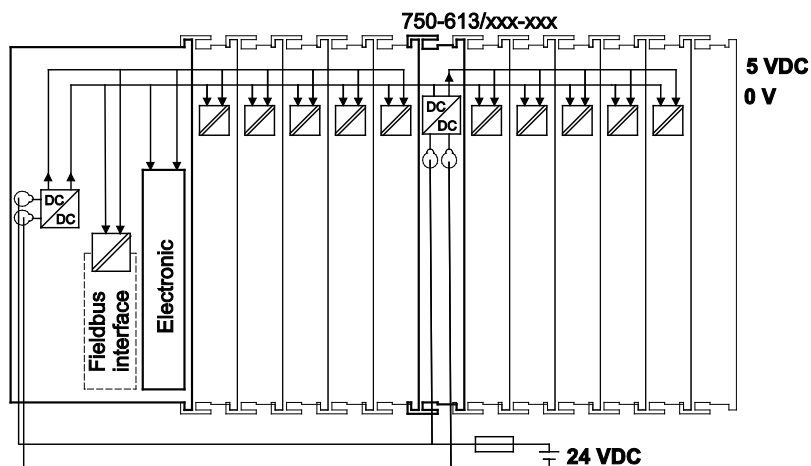 750-613/xxx-xxx
5 VDC
0 V
DC
DC
DC
DC
Fieldbus
interface
Electronic
24 VDC